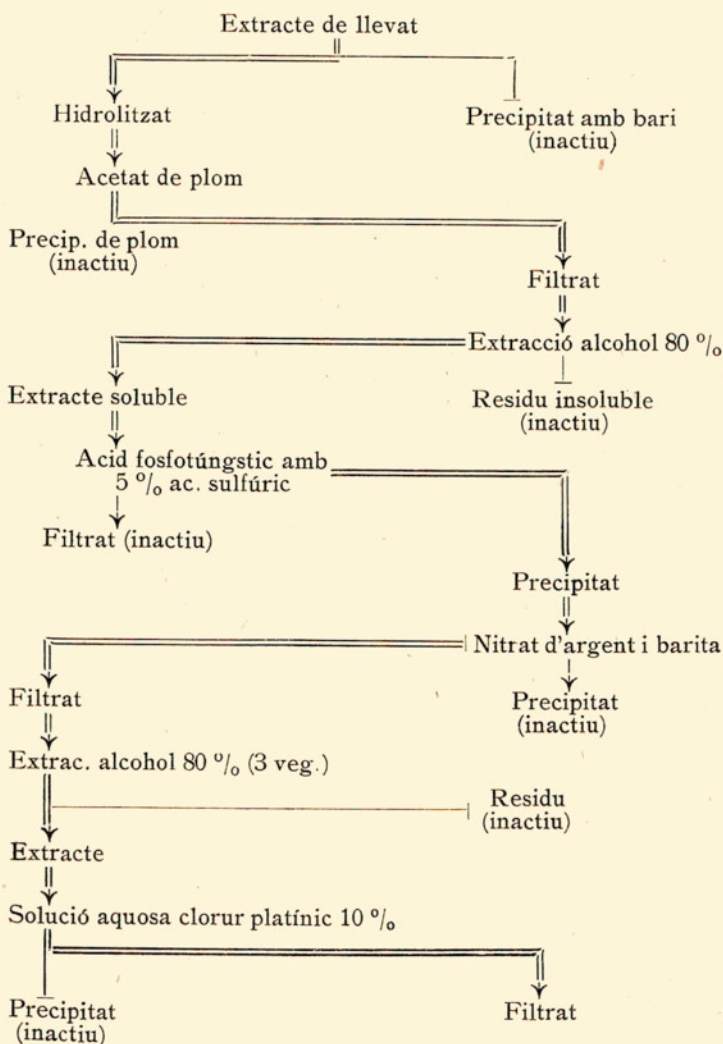 Extracte de llevat
Hidrolitzat
Precipitat amb bari
(inactiu)
Acetat de plom
Precip. de plom
(inactiu)
Filtrat
Extracció alcohol 80 %
Extracte soluble
Residu insoluble
(inactiu)
Acid fosfotúngstic amb
5 % ac. sulfúric
Filtrat (inactiu)
Precipitat
Nitrat d'argent i barita
Filtrat
Precipitat
(inactiu)
Extrac. alcohol 80 % (3 veg.)
Residu
(inactiu)
Extracte
Solució aquosa clorur platínic 10 %
Precipitat
(inactiu)
Filtrat